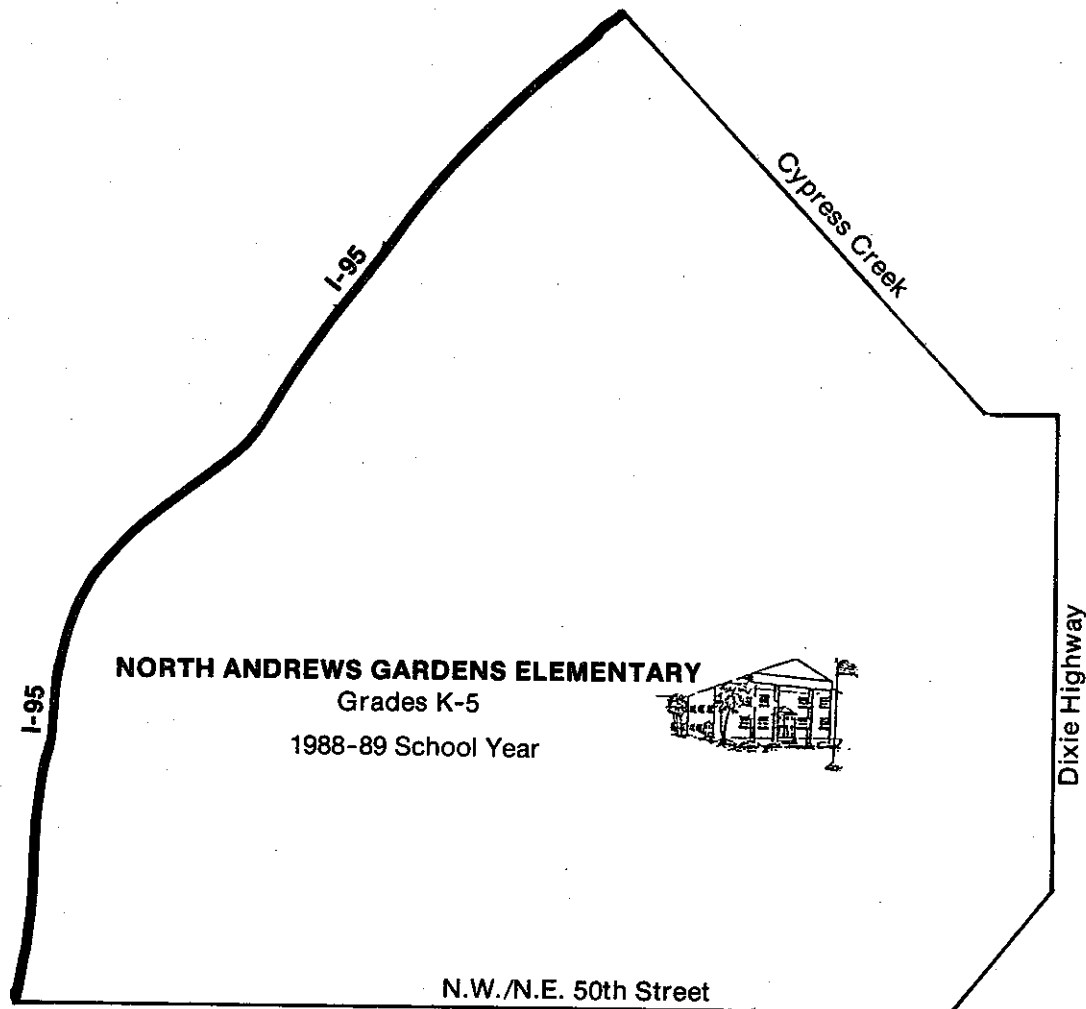 Cypress Creek
I-95
NORTH ANDREWS GARDENS ELEMENTARY
Grades K-5
1988-89 School Year
I-95
Dixie Highway
N.W./N.E. 50th Street